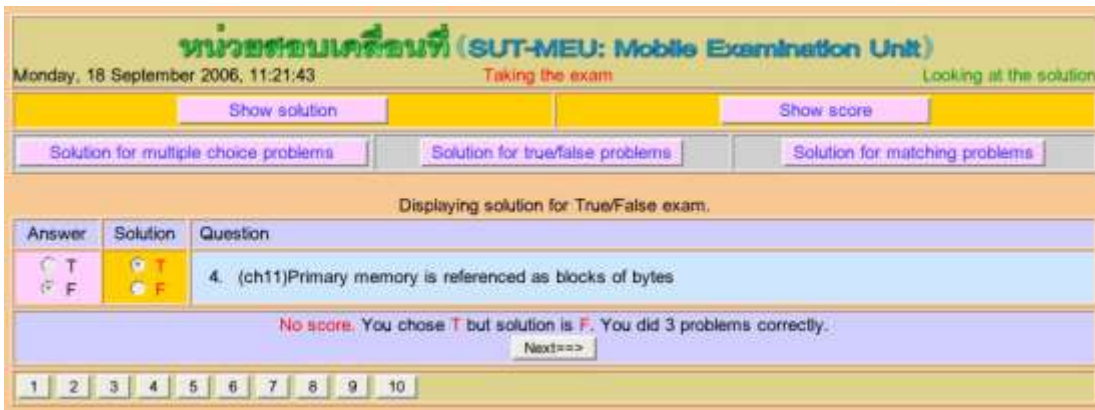 หน่วยสอบเคลื่อนที่ (SUT-MEU: Mobile Examination Unit)
Monday, 18 September 2006, 11:21:43 Taking the exam Looking at the solution
Show solution Show score
Solution for multiple choice problems Solution for true/false problems Solution for matching problems
Displaying solution for True/False exam.
Answer Solution Question
T T
F F
4. (ch11)Primary memory is referenced as blocks of bytes
No score. You chose T but solution is F. You did 3 problems correctly.
Next==>
1 2 3 4 5 6 7 8 9 10